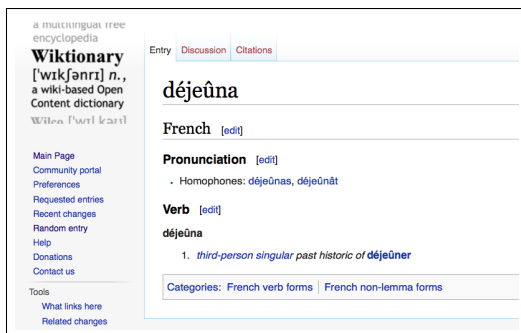 a multilingual free
encyclopedia
Wiktionary
['wɪkʃənrɪ] n.,
a wiki-based Open
Content dictionary
Wilco ['wɪl kəʊ]
Main Page
Community portal
Preferences
Requested entries
Recent changes
Random entry
Help
Donations
Contact us
Tools
What links here
Related changes
Entry Discussion Citations
déjeûna
French [edit]
Pronunciation [edit]
• Homophones: déjeûnas, déjeûnât
Verb [edit]
déjeûna
1. third-person singular past historic of déjeûner
Categories: French verb forms | French non-lemma forms